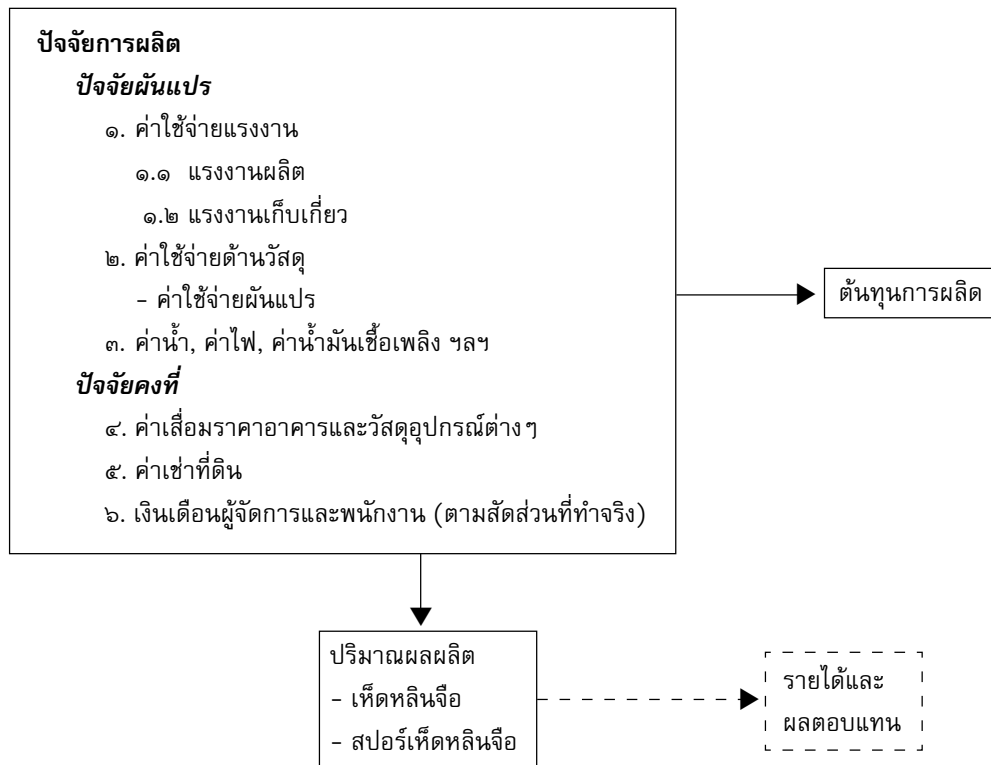 ปัจจัยการผลิต
ปัจจัยผันแปร
๑. ค่าใช้จ่ายแรงงาน
๑.๑ แรงงานผลิต
๑.๒ แรงงานเก็บเกี่ยว
๒. ค่าใช้จ่ายด้านวัสดุ
– ค่าใช้จ่ายผันแปร
๓. ค่าน้ำ, ค่าไฟ, ค่าน้ำมันเชื้อเพลิง ฯลฯ
ปัจจัยคงที่
๔. ค่าเสื่อมราคาอาคารและวัสดุอุปกรณ์ต่างๆ
๕. ค่าเช่าที่ดิน
๖. เงินเดือนผู้จัดการและพนักงาน (ตามสัดส่วนที่ทำจริง)
ต้นทุนการผลิด
ปริมาณผลผลิต
– เห็ดหลินจือ
– สปอร์เห็ดหลินจือ
รายได้และ
ผลตอบแทน